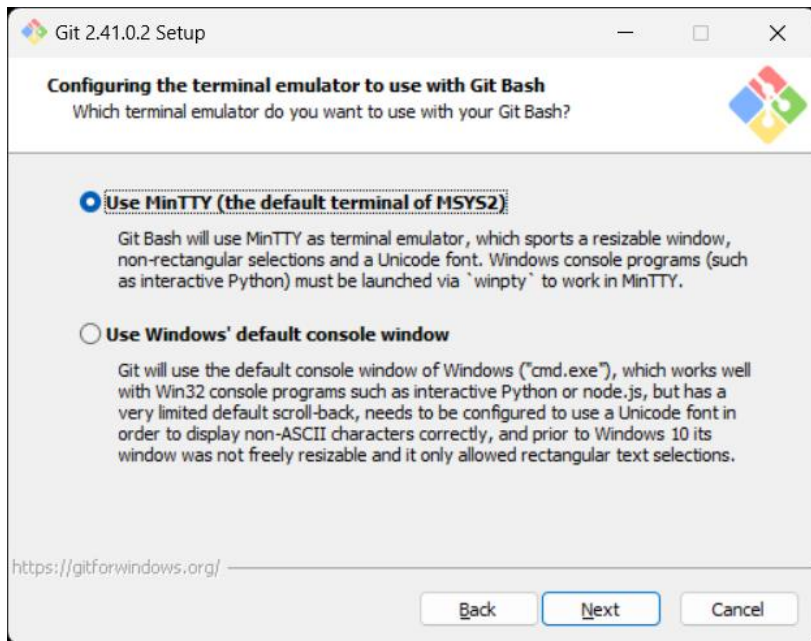 Git 2.41.0.2 Setup
Configuring the terminal emulator to use with Git Bash
Which terminal emulator do you want to use with your Git Bash?
Use MinTTY (the default terminal of MSYS2)
Git Bash will use MinTTY as terminal emulator, which sports a resizable window,
non-rectangular selections and a Unicode font. Windows console programs (such
as interactive Python) must be launched via `winpty` to work in MinTTY.
Use Windows' default console window
Git will use the default console window of Windows ("cmd.exe"), which works well
with Win32 console programs such as interactive Python or node.js, but has a
very limited default scroll-back, needs to be configured to use a Unicode font in
order to display non-ASCII characters correctly, and prior to Windows 10 its
window was not freely resizable and it only allowed rectangular text selections.
https://gitforwindows.org/
Back Next Cancel